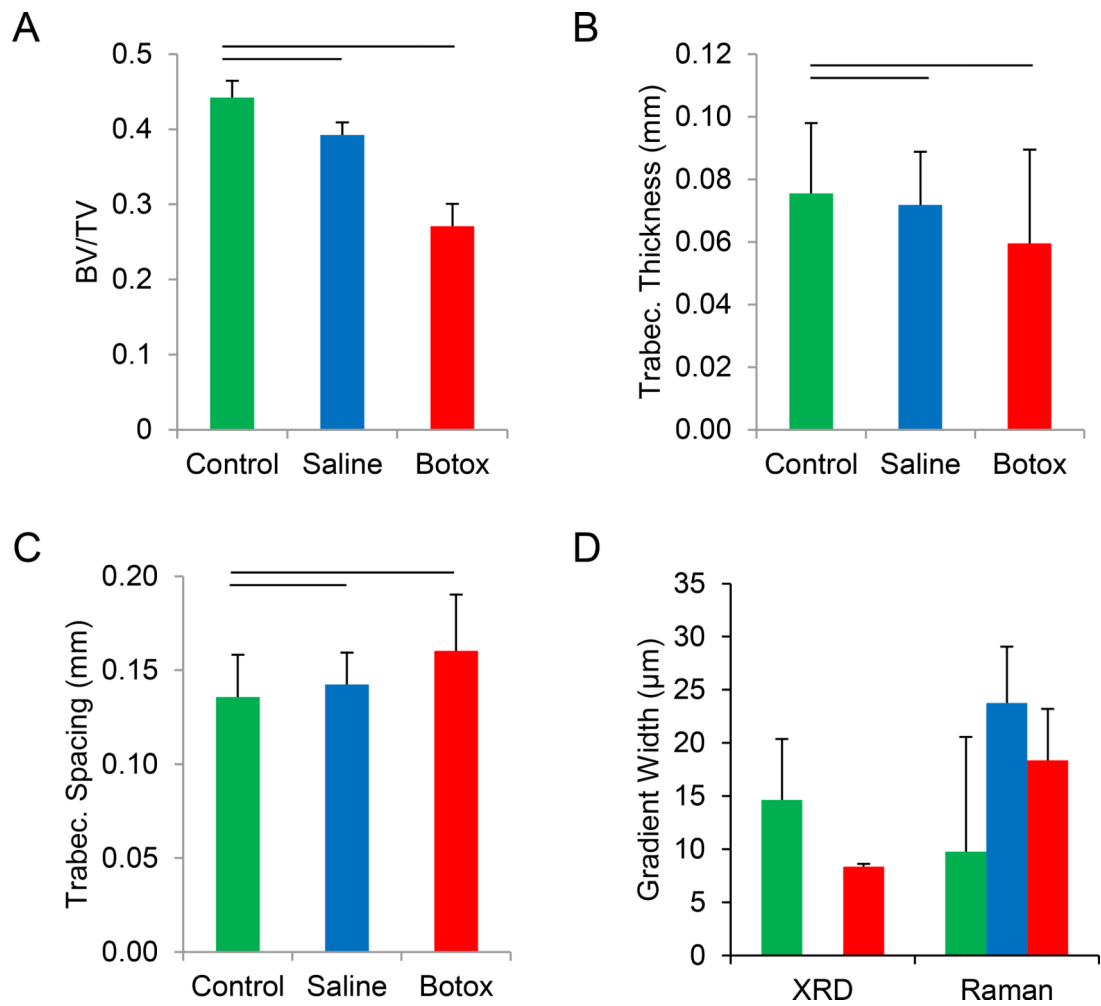 A
BV/TV
0.5
0.4
0.3
0.2
0.1
0
Control Saline Botox
B
Trabec. Thickness (mm)
0.12
0.10
0.08
0.06
0.04
0.02
0.00
Control Saline Botox
C
Trabec. Spacing (mm)
0.20
0.15
0.10
0.05
0.00
Control Saline Botox
D
Gradient Width (µm)
35
30
25
20
15
10
5
0
XRD Raman